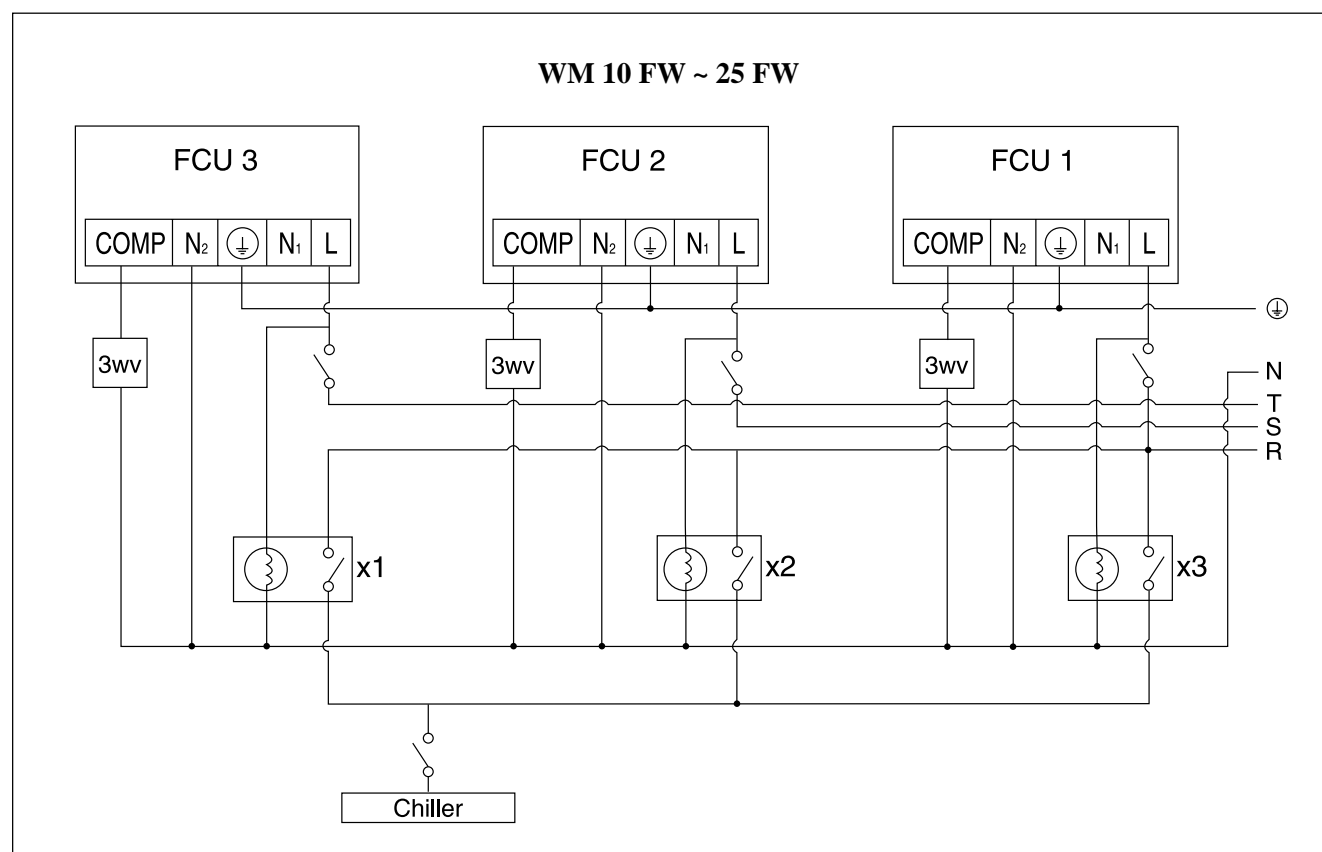 WM 10 FW ~ 25 FW
FCU 3
FCU 2
FCU 1
COMP N₂ ⏚ N₁ L
COMP N₂ ⏚ N₁ L
COMP N₂ ⏚ N₁ L
⏚
3wv
3wv
3wv
N
T
S
R
x1
x2
x3
Chiller